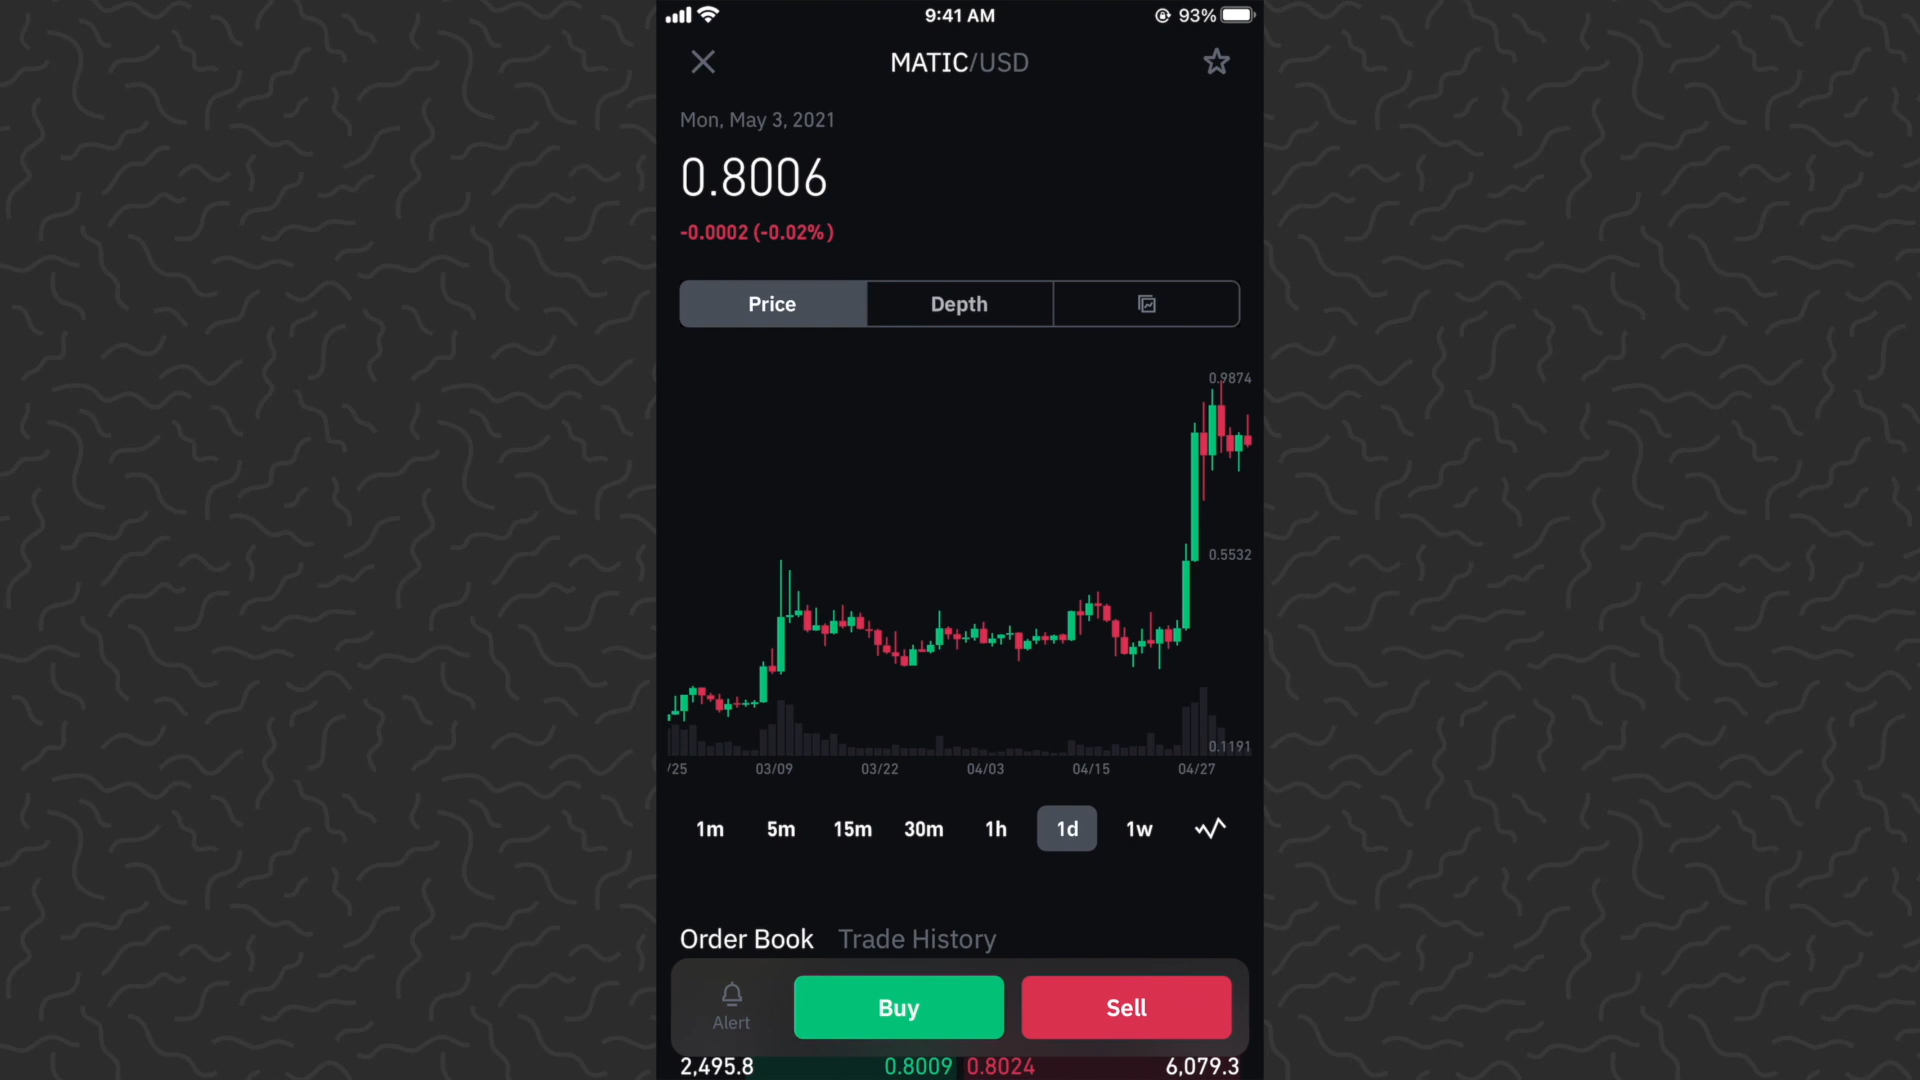 9:41 AM
93%
MATIC/USD
Mon, May 3, 2021
0.8006
-0.0002 (-0.02%)
Price Depth
0.9874
0.5532
0.1191
/25 03/09 03/22 04/03 04/15 04/27
1m 5m 15m 30m 1h 1d 1w
Order Book Trade History
Alert
Buy
Sell
2,495.8 0.8009 0.8024 6,079.3